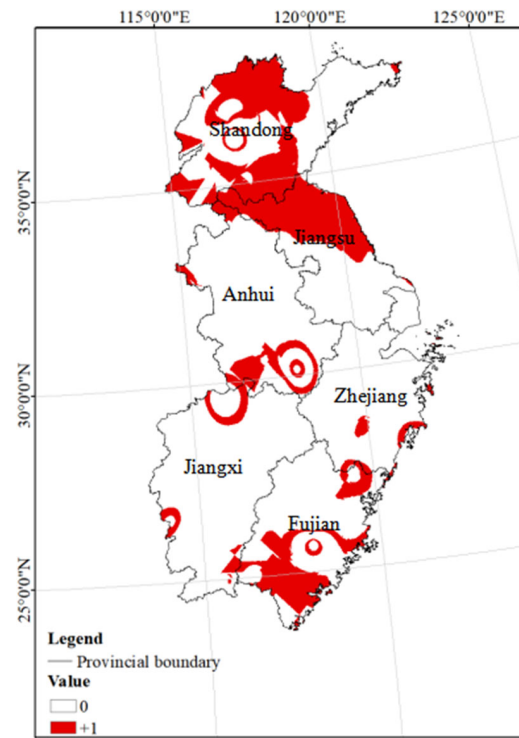 115°0'0"E 120°0'0"E 125°0'0"E
Shandong
35°0'0"N
Jiangsu
Anhui
30°0'0"N
Zhejiang
Jiangxi
Fujian
25°0'0"N
Legend
Provincial boundary
Value
0
+1